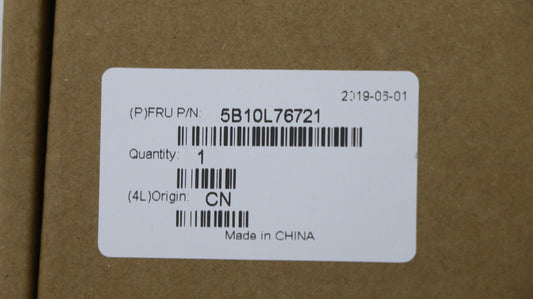 2019-06-01
(P)FRU P/N: 5B10L76721
Quantity: 1
(4L)Origin: CN
Made in CHINA